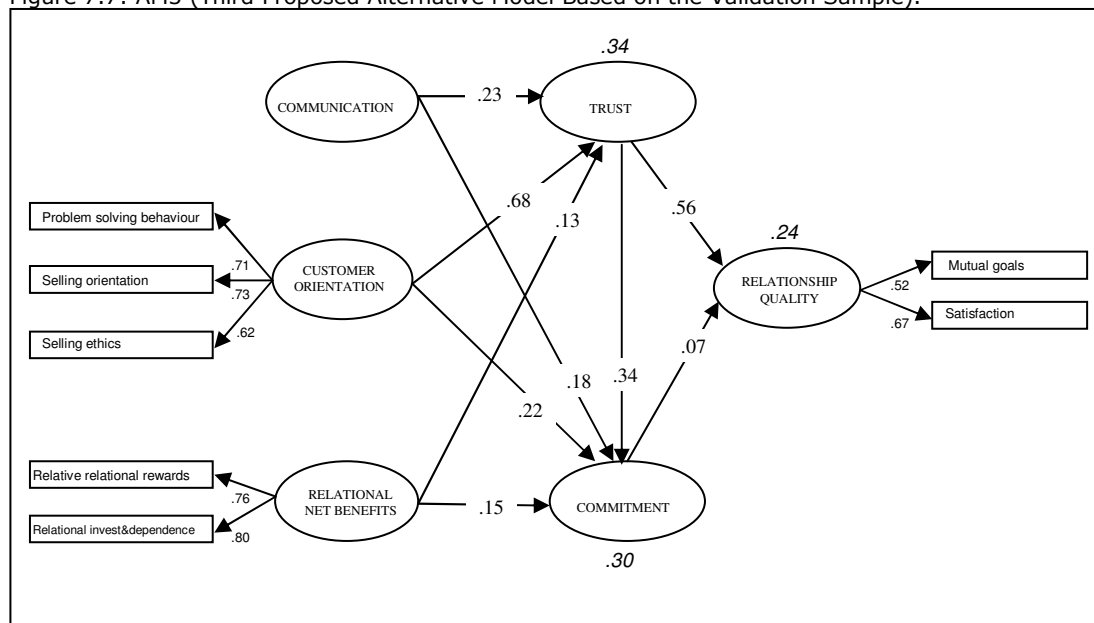 Figure 7.7: AM3 (Third Proposed Alternative Model Based on the Validation Sample).
.34
COMMUNICATION
.23
TRUST
.68
.13
.56
Problem solving behaviour
.24
Selling orientation
.71
.73
CUSTOMER
ORIENTATION
RELATIONSHIP
QUALITY
Mutual goals
.52
Satisfaction
.67
Selling ethics
.62
.07
.18
.34
.22
Relative relational rewards
.76
RELATIONAL
NET BENEFITS
.15
COMMITMENT
Relational invest&dependence
.80
.30